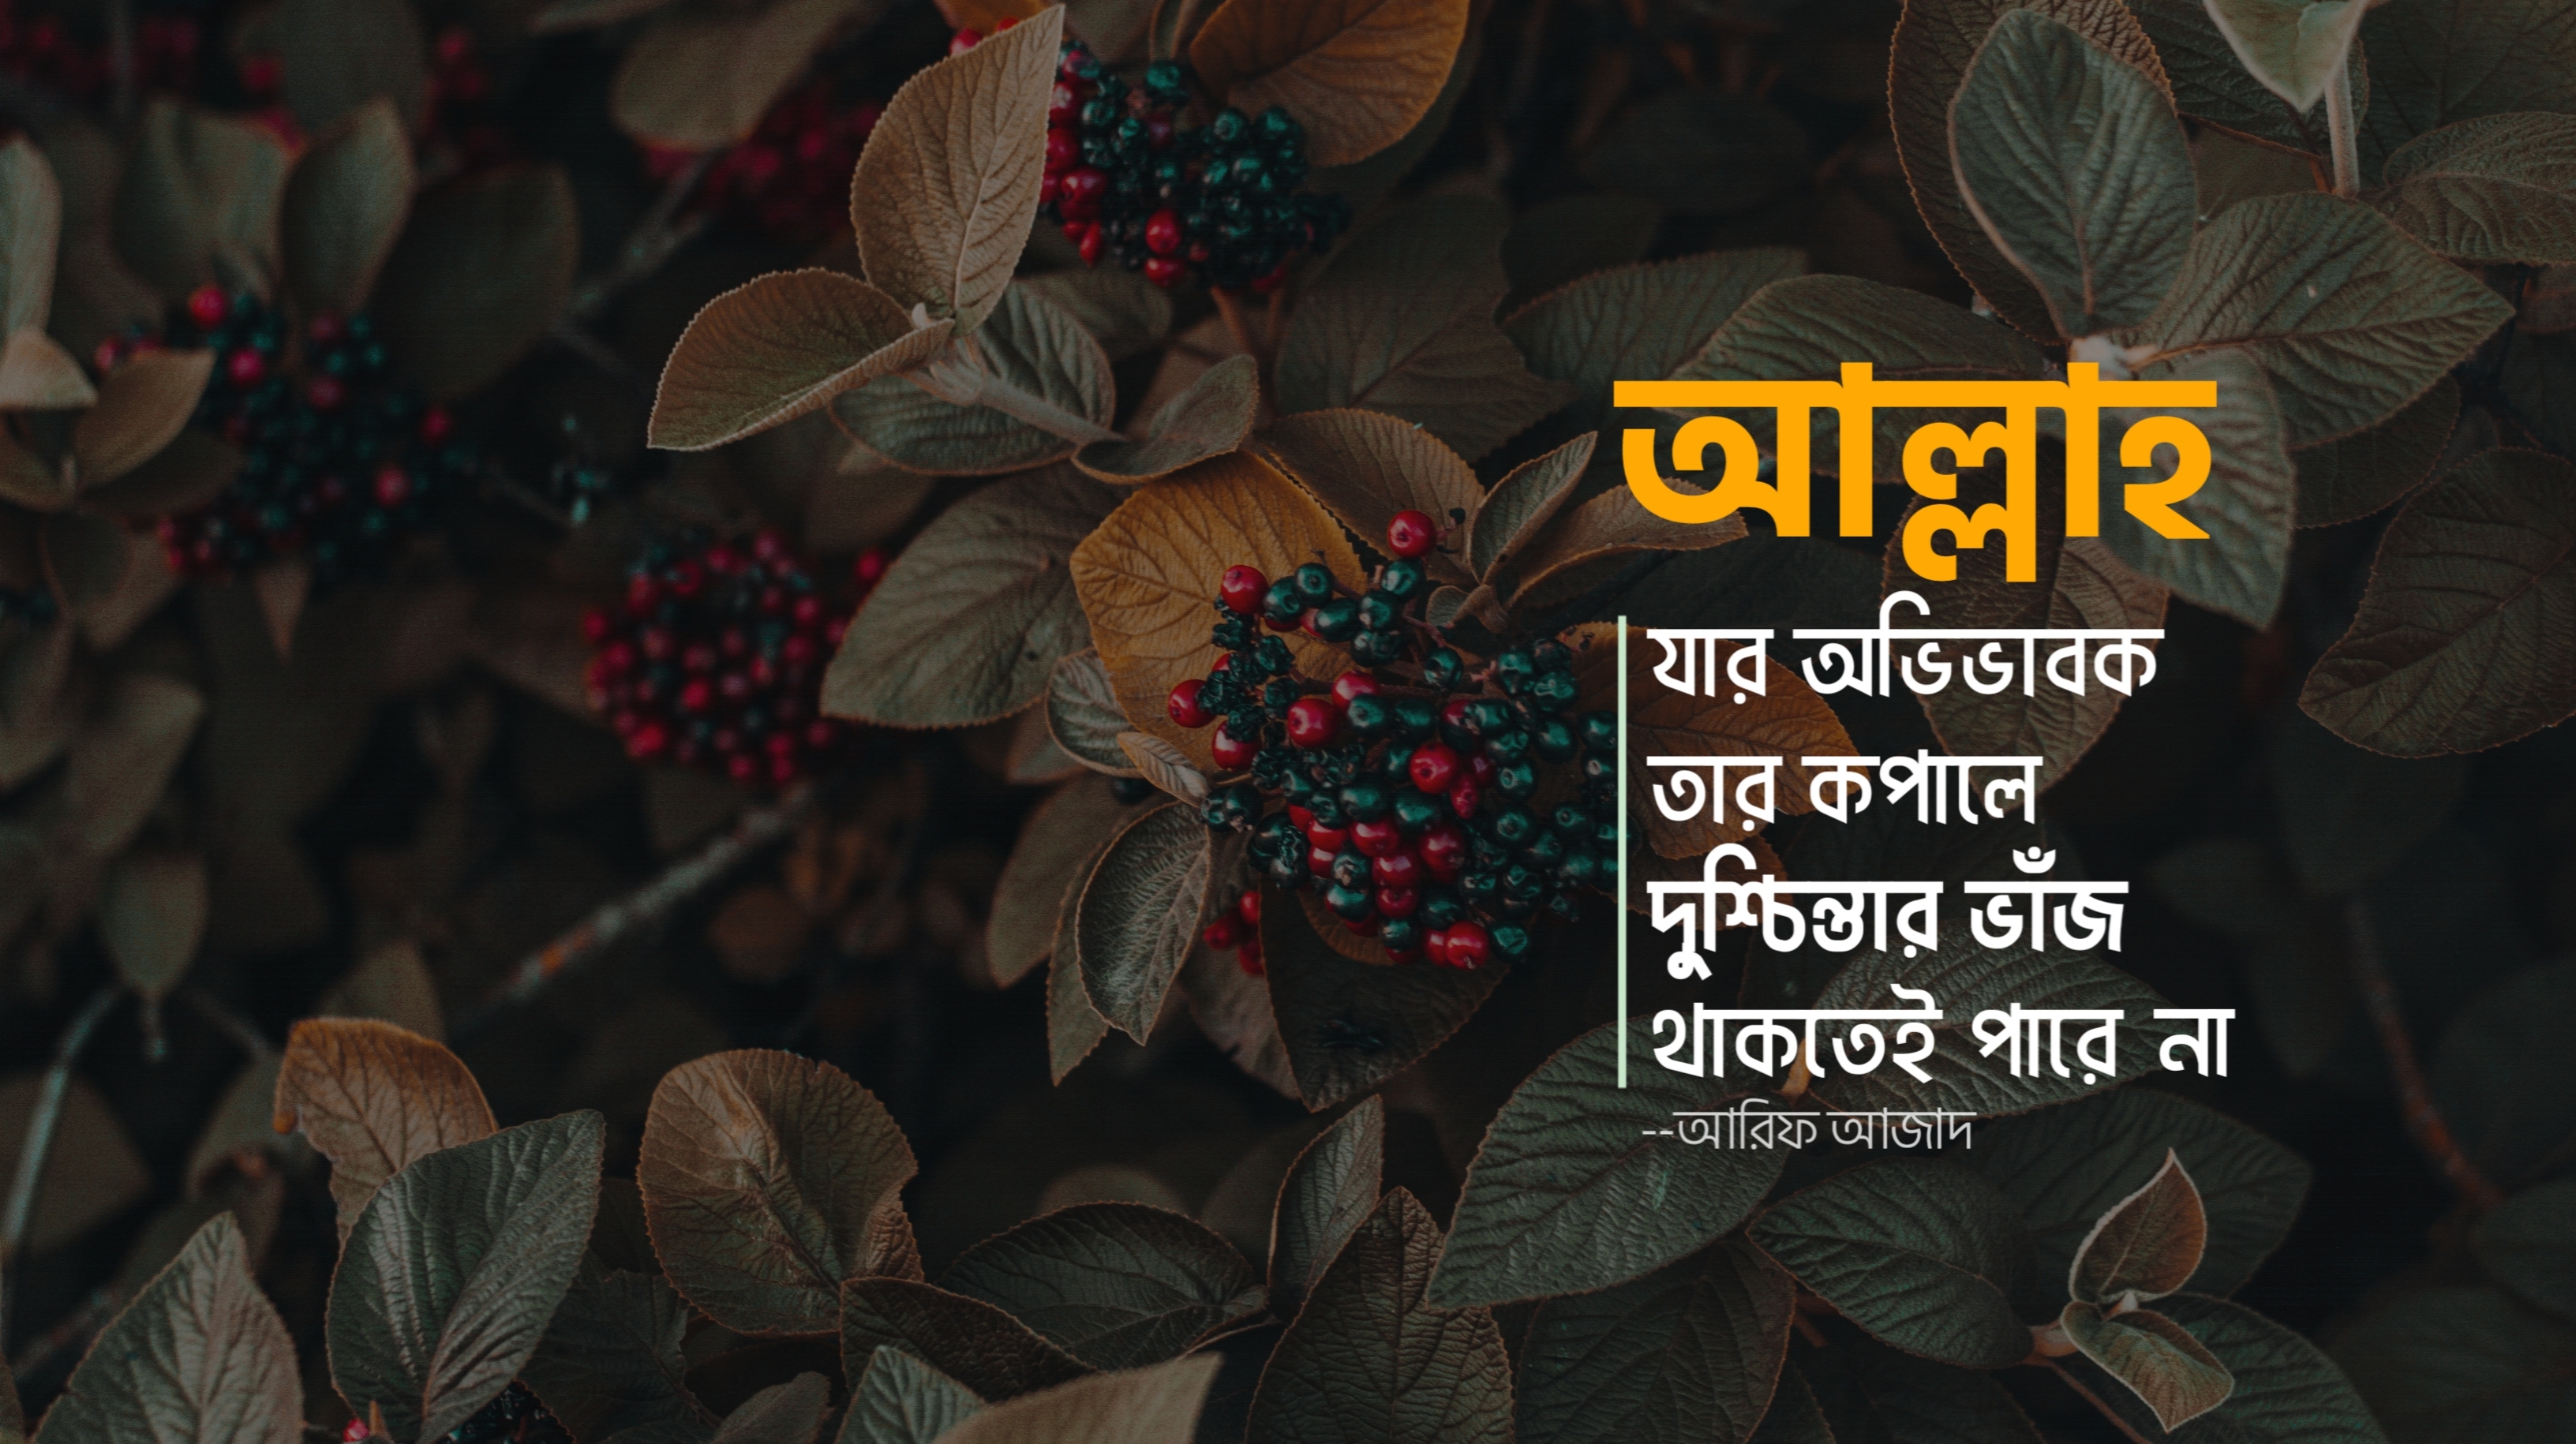 আল্লাহ
যার অভিভাবক
তার কপালে
দুশ্চিন্তার ভাঁজ
থাকতেই পারে না
--আরিফ আজাদ